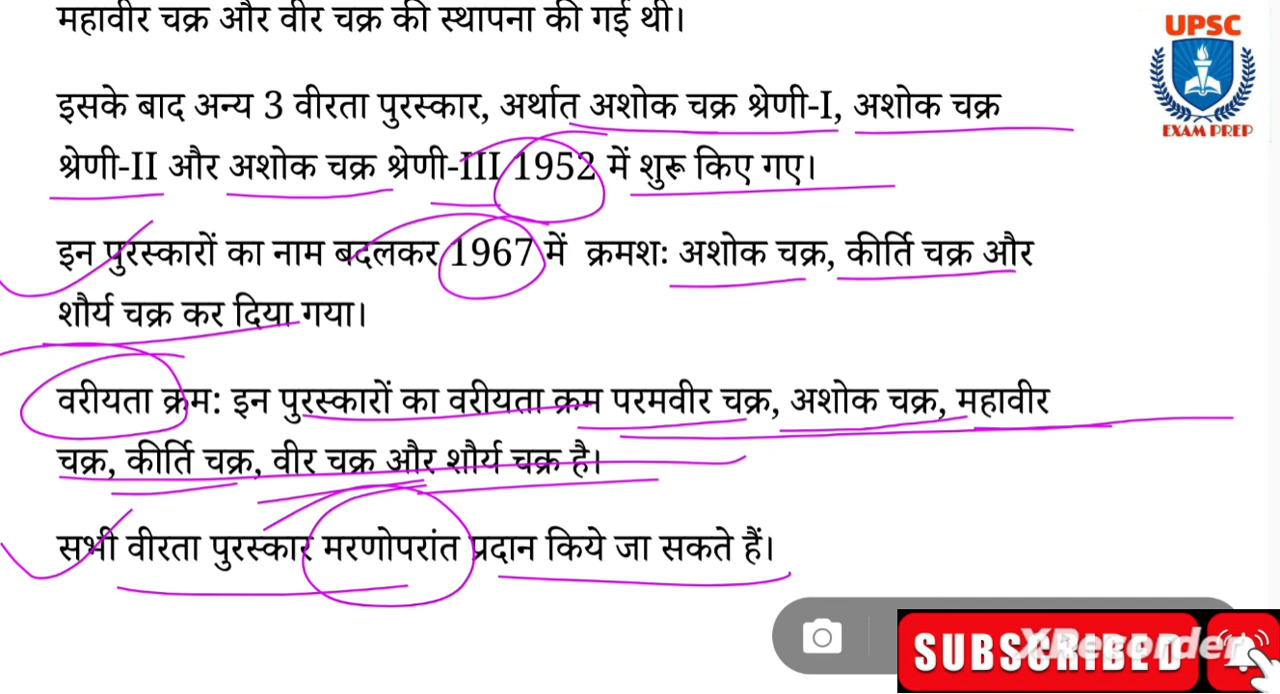 महावीर चक्र और वीर चक्र की स्थापना की गई थी।
UPSC
EXAM PREP
इसके बाद अन्य 3 वीरता पुरस्कार, अर्थात अशोक चक्र श्रेणी-I, अशोक चक्र
श्रेणी-II और अशोक चक्र श्रेणी-III 1952 में शुरू किए गए।
इन पुरस्कारों का नाम बदलकर 1967 में क्रमश: अशोक चक्र, कीर्ति चक्र और
शौर्य चक्र कर दिया गया।
वरीयता क्रम: इन पुरस्कारों का वरीयता क्रम परमवीर चक्र, अशोक चक्र, महावीर
चक्र, कीर्ति चक्र, वीर चक्र और शौर्य चक्र है।
सभी वीरता पुरस्कार मरणोपरांत प्रदान किये जा सकते हैं।
SUBSCRIBED
XRecorder